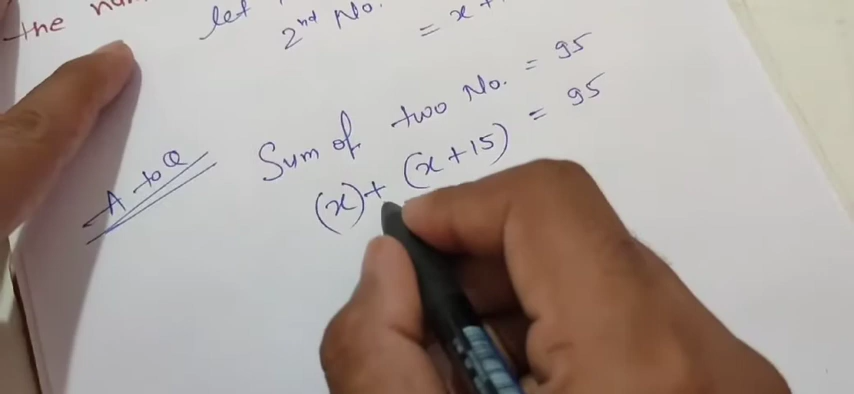 the
let
2nd No. = x +
A to Q
Sum of two No. = 95
(x) + (x + 15) = 95